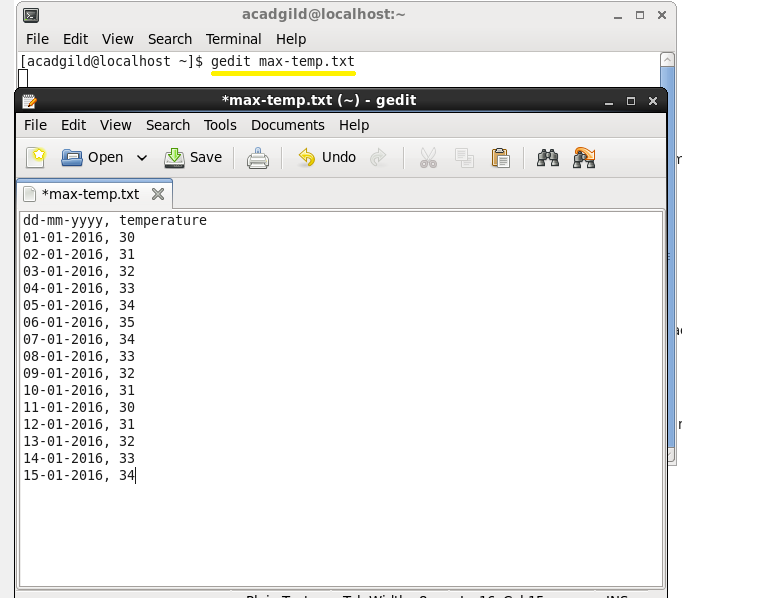 acadgild@localhost:~
File Edit View Search Terminal Help
[acadgild@localhost ~]$ gedit max-temp.txt
*max-temp.txt (~) - gedit
File Edit View Search Tools Documents Help
Open Save Undo
*max-temp.txt
dd-mm-yyyy, temperature
01-01-2016, 30
02-01-2016, 31
03-01-2016, 32
04-01-2016, 33
05-01-2016, 34
06-01-2016, 35
07-01-2016, 34
08-01-2016, 33
09-01-2016, 32
10-01-2016, 31
11-01-2016, 30
12-01-2016, 31
13-01-2016, 32
14-01-2016, 33
15-01-2016, 34